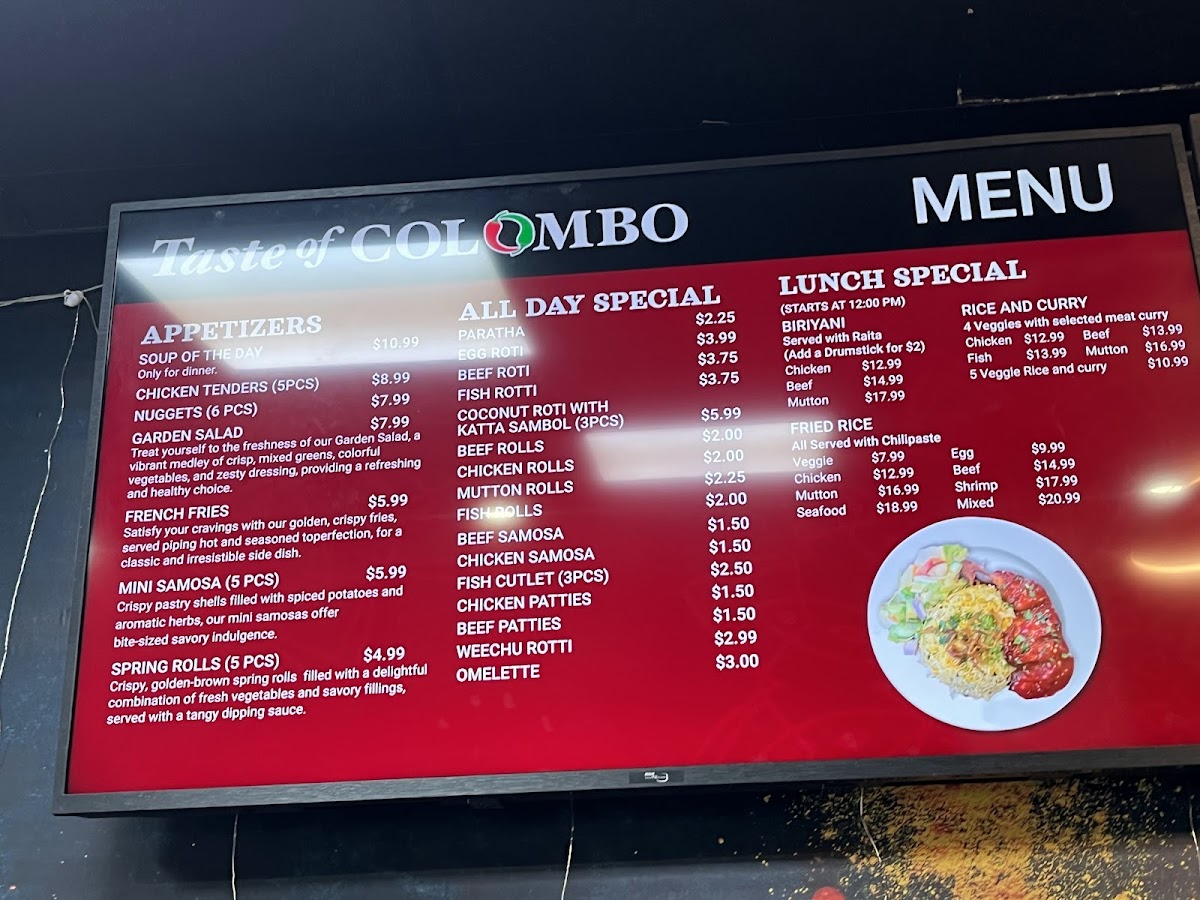 Taste of COLOMBO
MENU
APPETIZERS
SOUP OF THE DAY $10.99
Only for dinner.
CHICKEN TENDERS (5PCS) $8.99
NUGGETS (6 PCS) $7.99
GARDEN SALAD $7.99
Treat yourself to the freshness of our Garden Salad, a
vibrant medley of crisp, mixed greens, colorful
vegetables, and zesty dressing, providing a refreshing
and healthy choice.
FRENCH FRIES $5.99
Satisfy your cravings with our golden, crispy fries,
served piping hot and seasoned toperfection, for a
classic and irresistible side dish.
MINI SAMOSA (5 PCS) $5.99
Crispy pastry shells filled with spiced potatoes and
aromatic herbs, our mini samosas offer
bite-sized savory indulgence.
SPRING ROLLS (5 PCS) $4.99
Crispy, golden-brown spring rolls filled with a delightful
combination of fresh vegetables and savory fillings,
served with a tangy dipping sauce.
ALL DAY SPECIAL
PARATHA $2.25
EGG ROTI $3.99
BEEF ROTI $3.75
FISH ROTTI $3.75
COCONUT ROTI WITH
KATTA SAMBOL (3PCS) $5.99
BEEF ROLLS $2.00
CHICKEN ROLLS $2.00
MUTTON ROLLS $2.25
FISH ROLLS $2.00
BEEF SAMOSA $1.50
CHICKEN SAMOSA $1.50
FISH CUTLET (3PCS) $2.50
CHICKEN PATTIES $1.50
BEEF PATTIES $1.50
WEECHU ROTTI $2.99
OMELETTE $3.00
LUNCH SPECIAL
(STARTS AT 12:00 PM)
BIRIYANI
Served with Raita
(Add a Drumstick for $2)
Chicken $12.99
Beef $14.99
Mutton $17.99
RICE AND CURRY
4 Veggies with selected meat curry
Chicken $12.99 Beef $13.99
Fish $13.99 Mutton $16.99
5 Veggie Rice and curry $10.99
FRIED RICE
All Served with Chilipaste
Veggie $7.99 Egg $9.99
Chicken $12.99 Beef $14.99
Mutton $16.99 Shrimp $17.99
Seafood $18.99 Mixed $20.99